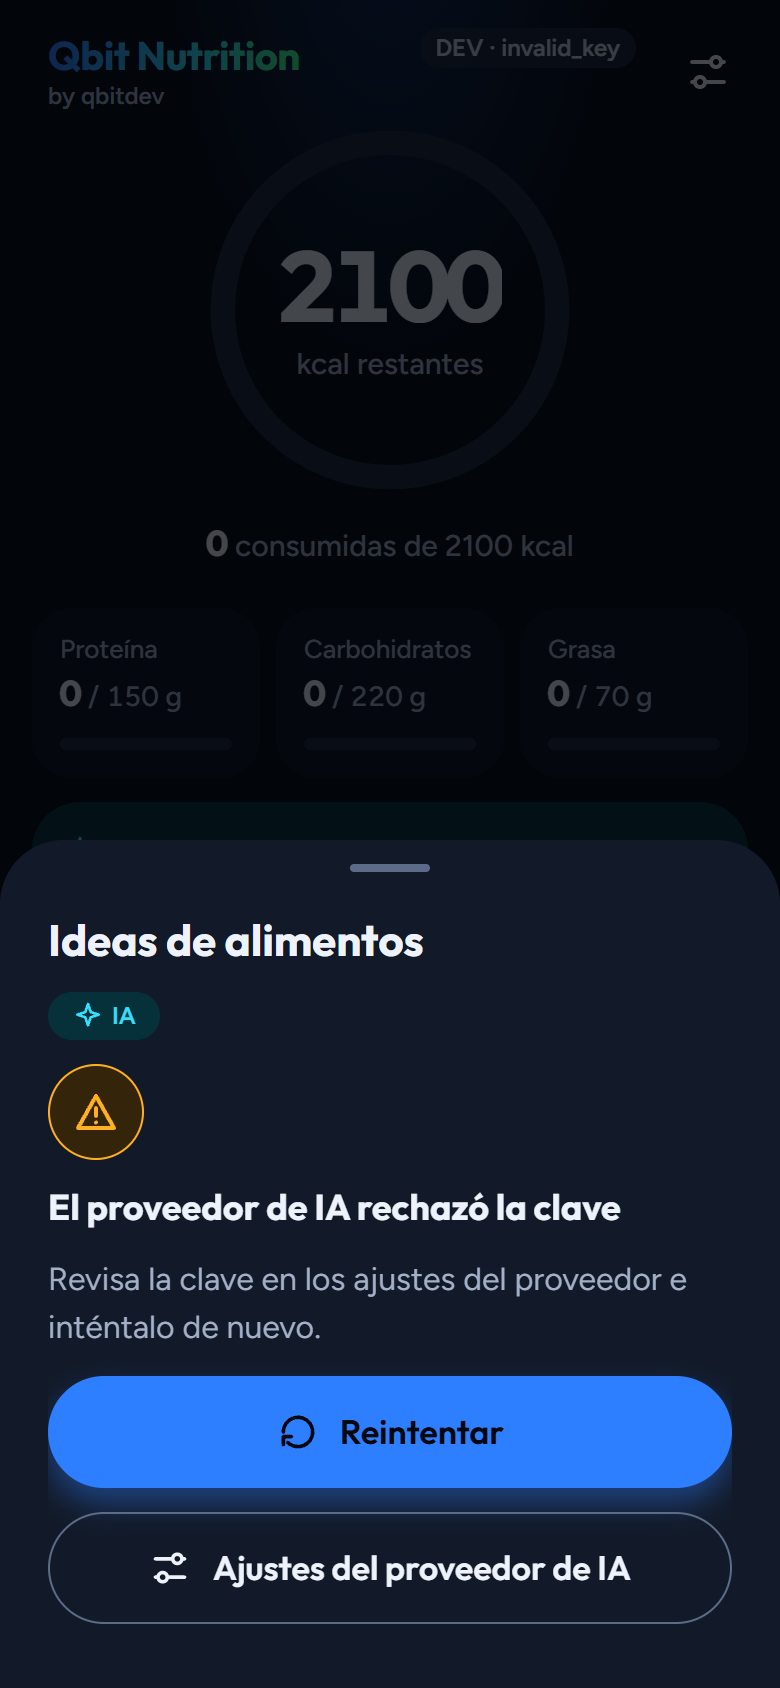 Qbit Nutrition
by qbitdev
DEV · invalid_key
2100
kcal restantes
0 consumidas de 2100 kcal
Proteína
0 / 150 g
Carbohidratos
0 / 220 g
Grasa
0 / 70 g
Ideas de alimentos
IA
El proveedor de IA rechazó la clave
Revisa la clave en los ajustes del proveedor e
inténtalo de nuevo.
Reintentar
Ajustes del proveedor de IA